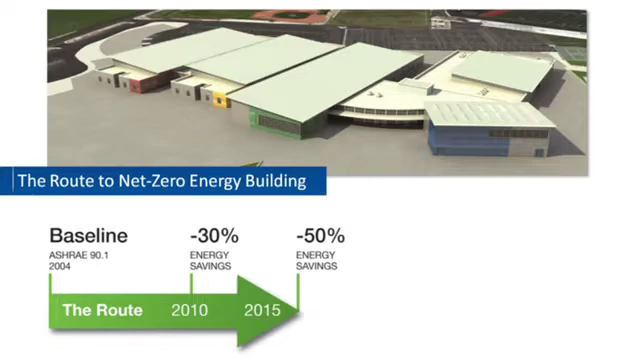 The Route to Net-Zero Energy Building
Baseline
ASHRAE 90.1
2004
-30%
ENERGY
SAVINGS
-50%
ENERGY
SAVINGS
The Route 2010 2015